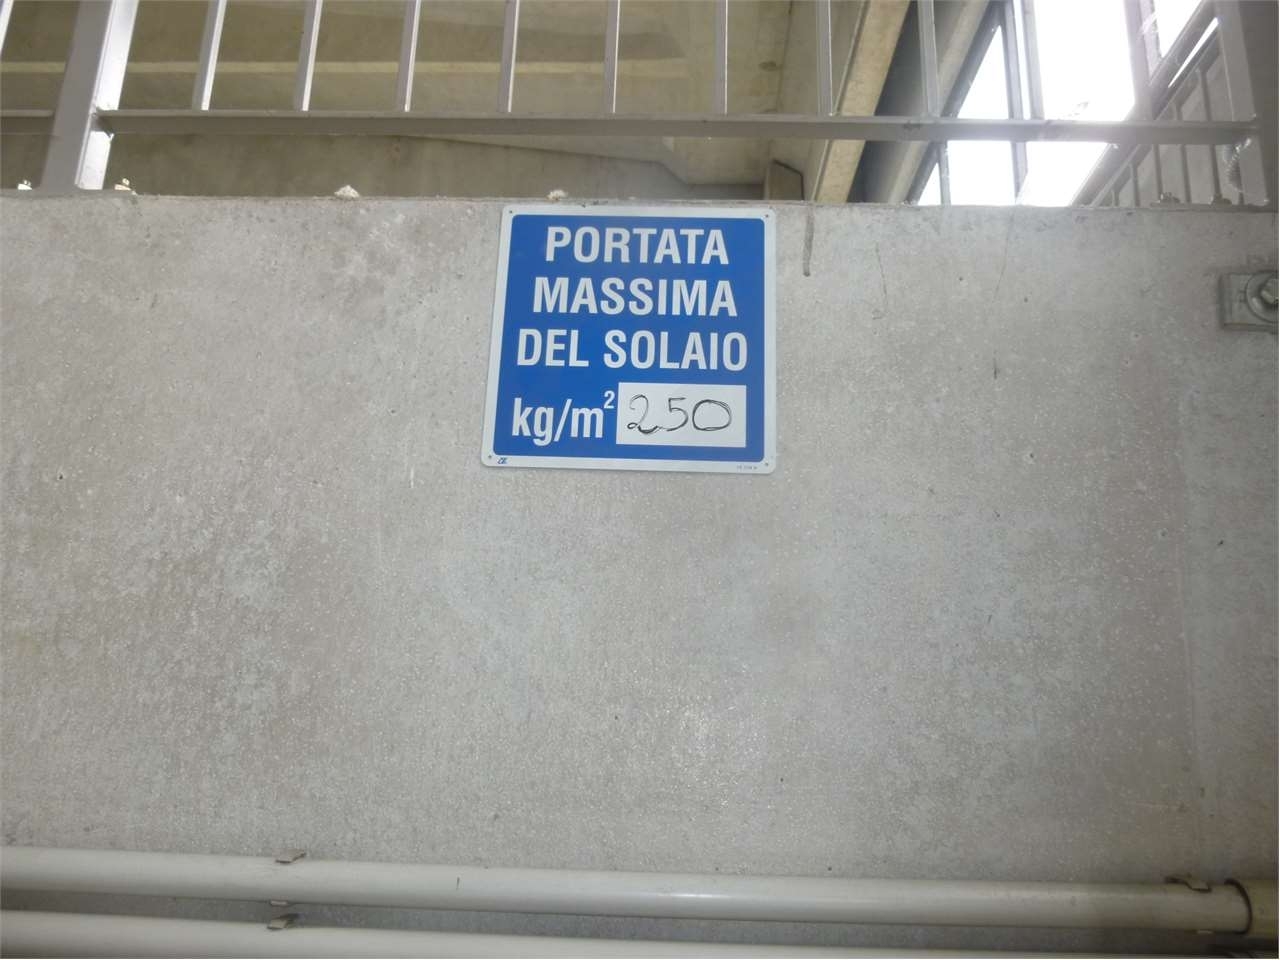 PORTATA
MASSIMA
DEL SOLAIO
kg/m² 250